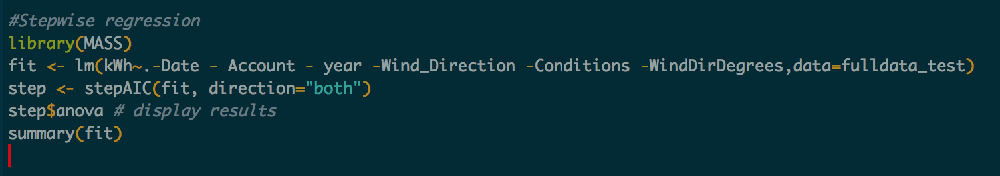 #Stepwise regression
library(MASS)
fit <- lm(kWh~.-Date - Account - year -Wind_Direction -Conditions -WindDirDegrees,data=fulldata_test)
step <- stepAIC(fit, direction="both")
step$anova # display results
summary(fit)